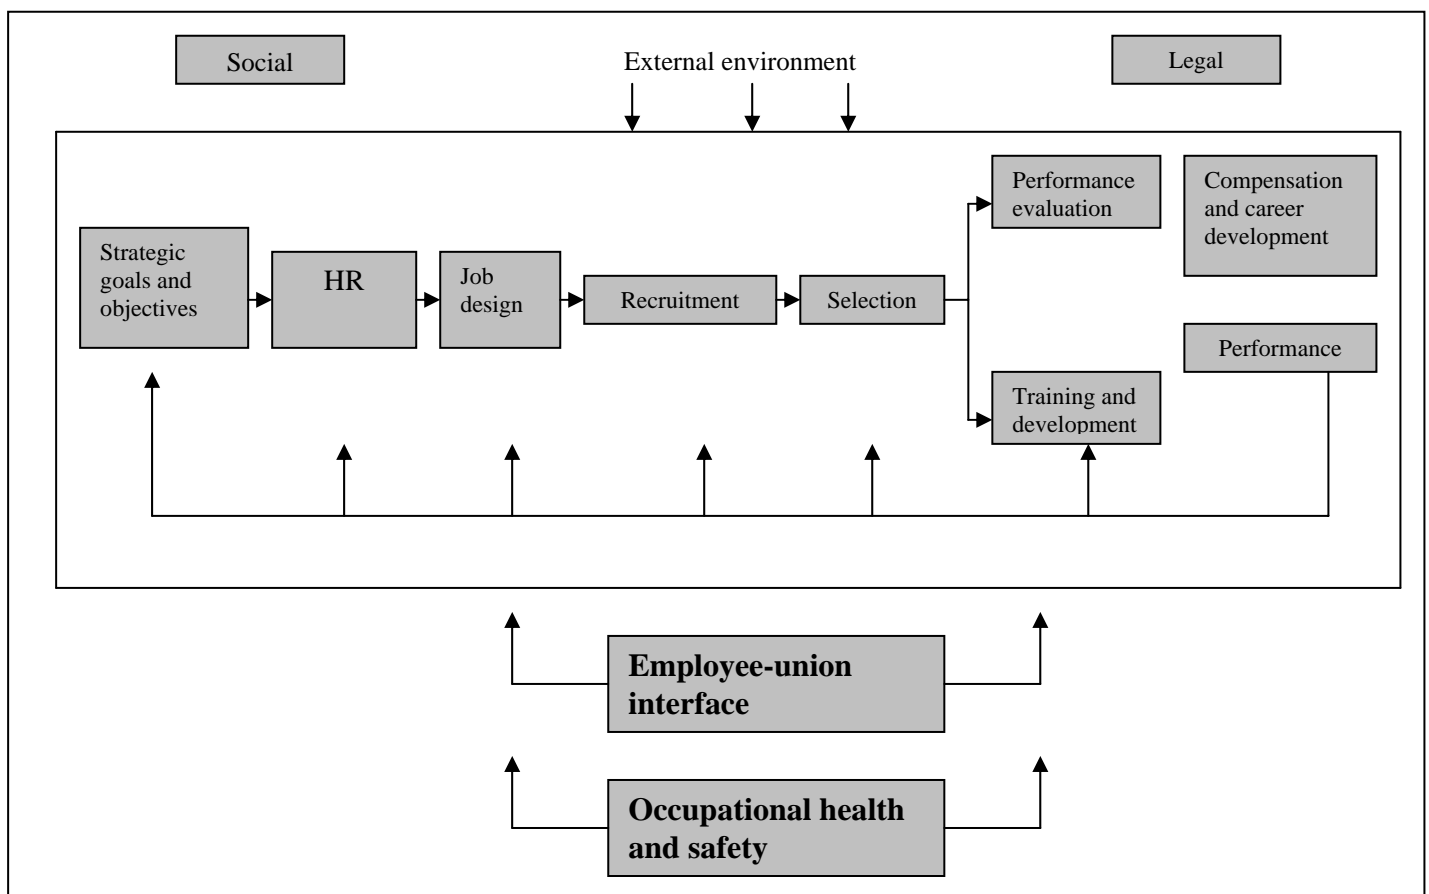 Social
External environment
Legal
Performance
evaluation
Compensation
and career
development
Strategic
goals and
objectives
HR
Job
design
Recruitment
Selection
Performance
Training and
development
Employee-union
interface
Occupational health
and safety